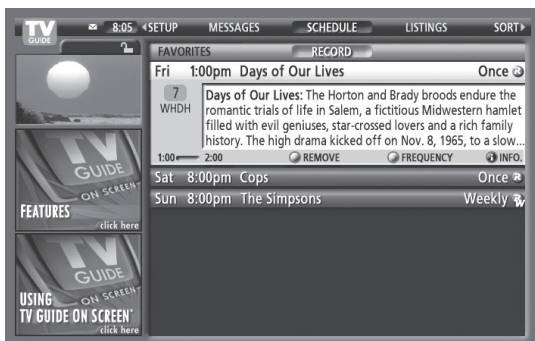 TV
GUIDE
8:05
SETUP MESSAGES SCHEDULE LISTINGS SORT
FAVORITES RECORD
Fri 1:00pm Days of Our Lives Once
7
WHDH
Days of Our Lives: The Horton and Brady broods endure the
romantic trials of life in Salem, a fictitious Midwestern hamlet
filled with evil geniuses, star-crossed lovers and a rich family
history. The high drama kicked off on Nov. 8, 1965, to a slow...
1:00 2:00 REMOVE FREQUENCY INFO.
Sat 8:00pm Cops Once
Sun 8:00pm The Simpsons Weekly
TV
GUIDE
ON SCREEN
FEATURES
click here
TV
GUIDE
ON SCREEN
USING
TV GUIDE ON SCREEN
click here